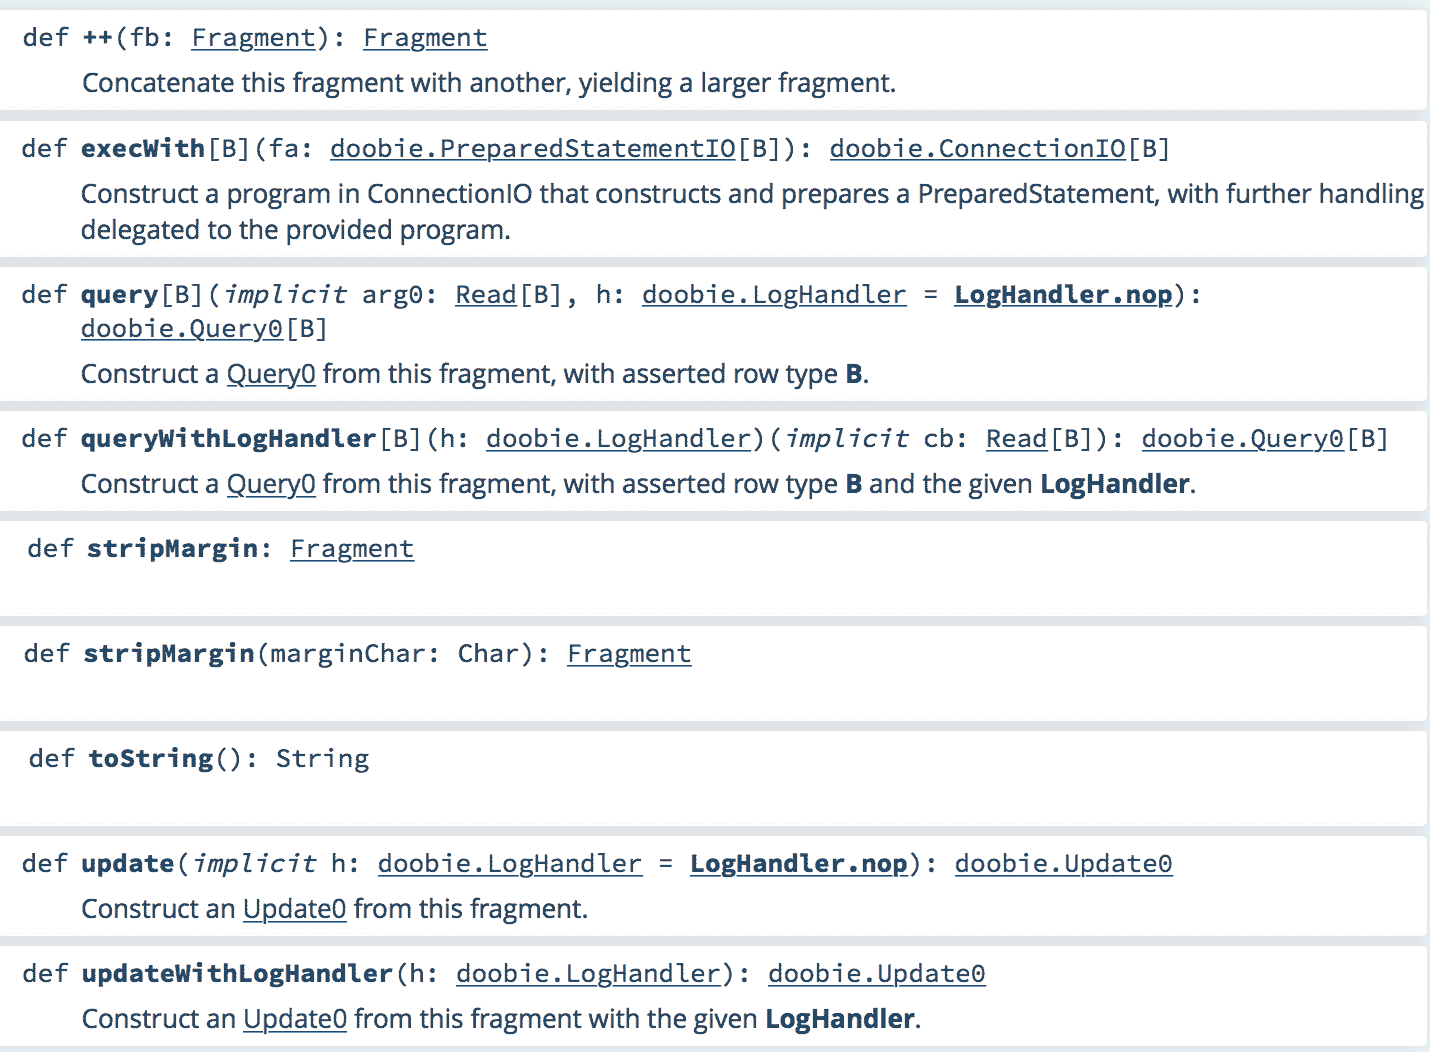 def ++(fb: Fragment): Fragment
Concatenate this fragment with another, yielding a larger fragment.
def execWith[B](fa: doobie.PreparedStatementIO[B]): doobie.ConnectionIO[B]
Construct a program in ConnectionIO that constructs and prepares a PreparedStatement, with further handling
delegated to the provided program.
def query[B](implicit arg0: Read[B], h: doobie.LogHandler = LogHandler.nop):
doobie.Query0[B]
Construct a Query0 from this fragment, with asserted row type B.
def queryWithLogHandler[B](h: doobie.LogHandler)(implicit cb: Read[B]): doobie.Query0[B]
Construct a Query0 from this fragment, with asserted row type B and the given LogHandler.
def stripMargin: Fragment
def stripMargin(marginChar: Char): Fragment
def toString(): String
def update(implicit h: doobie.LogHandler = LogHandler.nop): doobie.Update0
Construct an Update0 from this fragment.
def updateWithLogHandler(h: doobie.LogHandler): doobie.Update0
Construct an Update0 from this fragment with the given LogHandler.